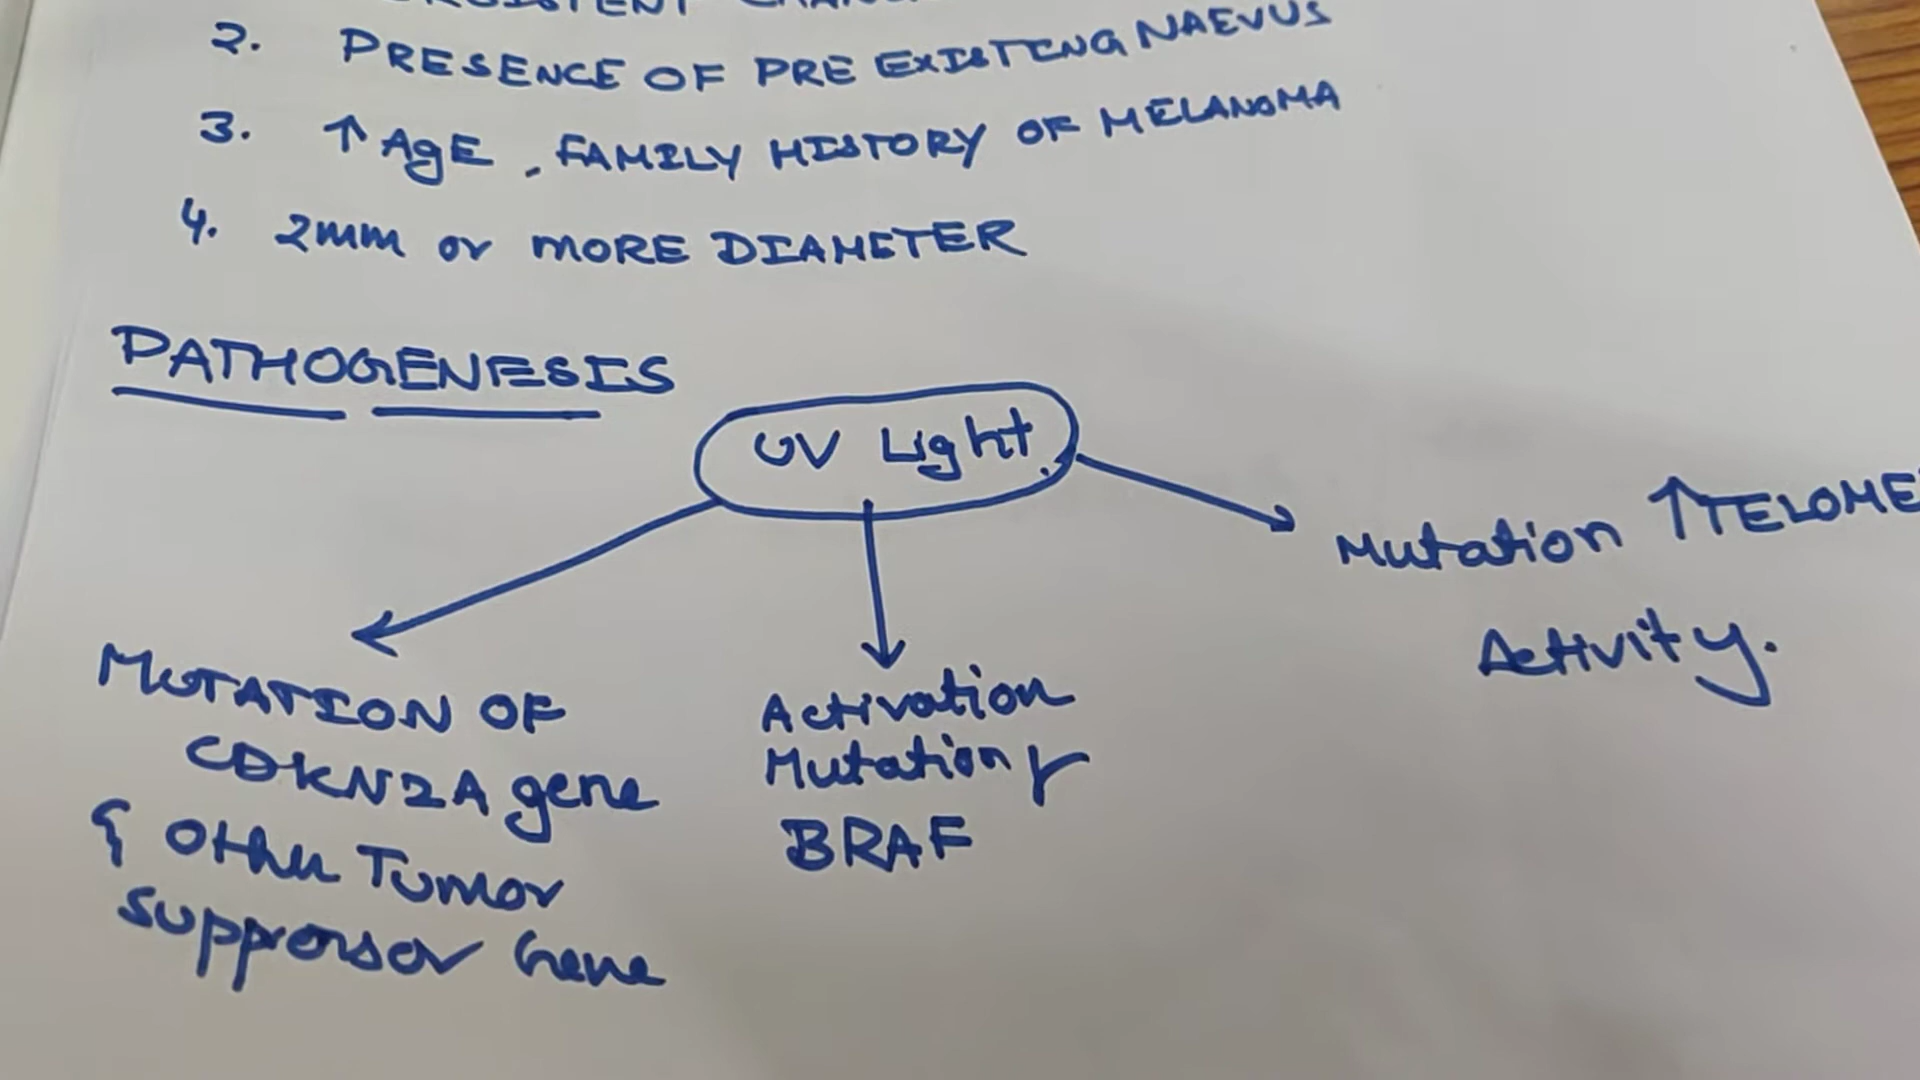 2. PRESENCE OF PRE EXISTING NAEVUS
3. ↑ AgE, FAMILY HISTORY OF MELANOMA
4. 2mm or MORE DIAMETER
PATHOGENESIS
UV Light
Mutation ↑TELOME
Activity.
MUTATION OF
CDKN2A gene
& Other Tumor
Suppressor Gene
Activation
Mutation
BRAF